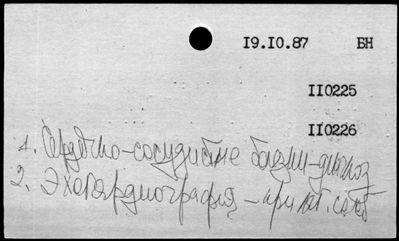 19.10.87 БН
110225
110226
1. Сердечно-сосудистые болезни-диагноз
2. Эхокардиография -